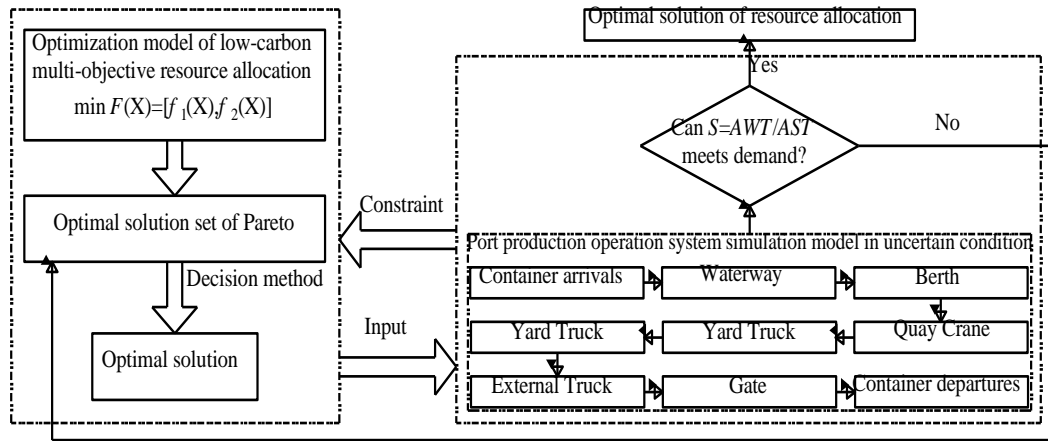 Optimization model of low-carbon
multi-objective resource allocation
min F(X)=[f_1(X),f_2(X)]
Optimal solution set of Pareto
Decision method
Optimal solution
Constraint
Input
Optimal solution of resource allocation
Yes
Can S=AWT/AST
meets demand?
No
Port production operation system simulation model in uncertain condition
Container arrivals
Waterway
Berth
Yard Truck
Yard Truck
Quay Crane
External Truck
Gate
Container departures